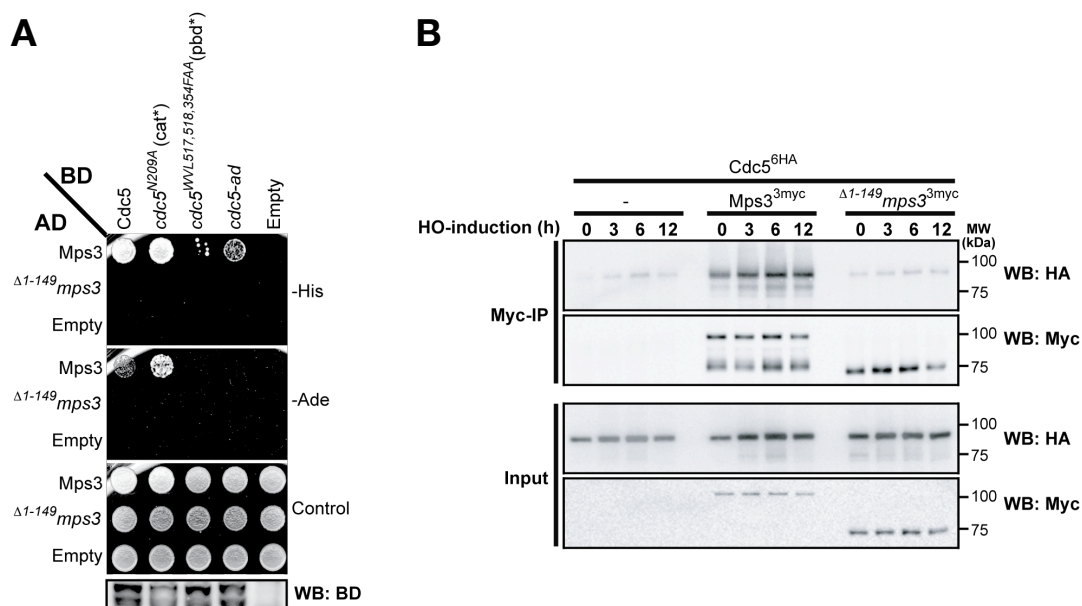 A
BD
AD
Cdc5
cdc5N209A (cat*)
cdc5WVL517,518,354FAA(pbd*)
cdc5-ad
Empty
Mps3
Δ1-149mps3
Empty
-His
Mps3
Δ1-149mps3
Empty
-Ade
Mps3
Δ1-149mps3
Empty
Control
WB: BD
B
Cdc56HA
- Mps33myc Δ1-149mps33myc
HO-induction (h) 0 3 6 12 0 3 6 12 0 3 6 12 MW
(kDa)
Myc-IP
100
75
WB: HA
100
75
WB: Myc
Input
100
75
WB: HA
100
75
WB: Myc